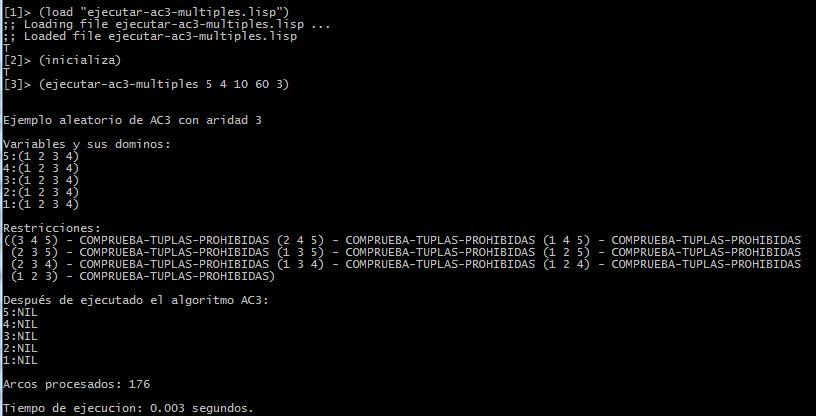 [1]> (load "ejecutar-ac3-multiples.lisp")
;; Loading file ejecutar-ac3-multiples.lisp ...
;; Loaded file ejecutar-ac3-multiples.lisp
T
[2]> (inicializa)
T
[3]> (ejecutar-ac3-multiples 5 4 10 60 3)
Ejemplo aleatorio de AC3 con aridad 3
Variables y sus dominos:
5:(1 2 3 4)
4:(1 2 3 4)
3:(1 2 3 4)
2:(1 2 3 4)
1:(1 2 3 4)
Restricciones:
((3 4 5) - COMPRUEBA-TUPLAS-PROHIBIDAS (2 4 5) - COMPRUEBA-TUPLAS-PROHIBIDAS (1 4 5) - COMPRUEBA-TUPLAS-PROHIBIDAS
(2 3 5) - COMPRUEBA-TUPLAS-PROHIBIDAS (1 3 5) - COMPRUEBA-TUPLAS-PROHIBIDAS (1 2 5) - COMPRUEBA-TUPLAS-PROHIBIDAS
(2 3 4) - COMPRUEBA-TUPLAS-PROHIBIDAS (1 3 4) - COMPRUEBA-TUPLAS-PROHIBIDAS (1 2 4) - COMPRUEBA-TUPLAS-PROHIBIDAS
(1 2 3) - COMPRUEBA-TUPLAS-PROHIBIDAS)
Después de ejecutado el algoritmo AC3:
5:NIL
4:NIL
3:NIL
2:NIL
1:NIL
Arcos procesados: 176
Tiempo de ejecucion: 0.003 segundos.